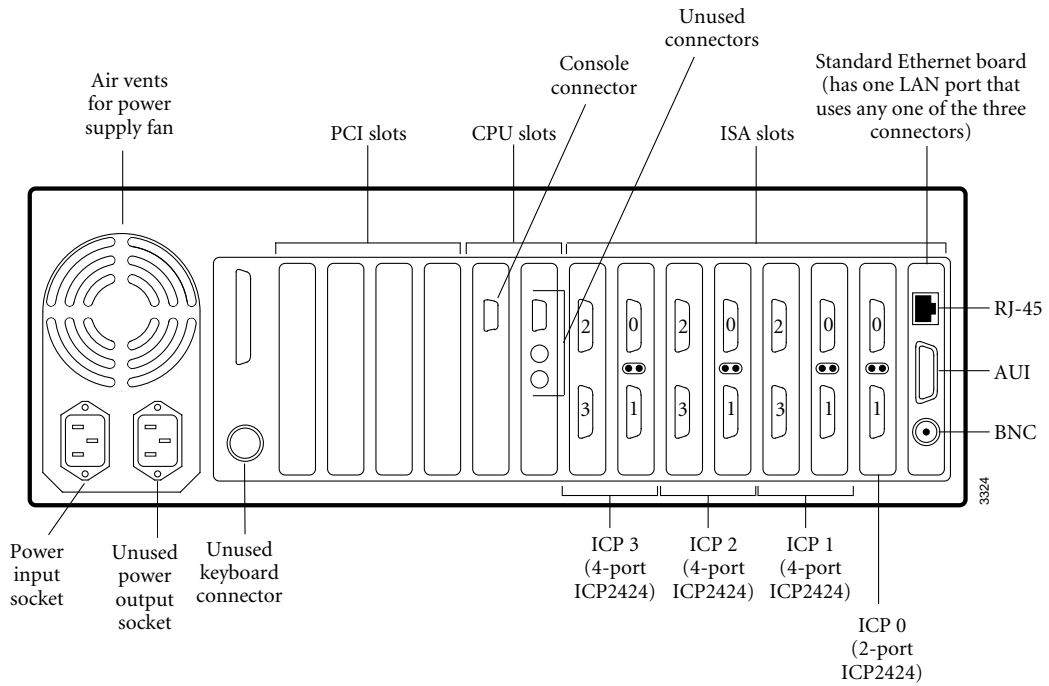 Unused
connectors
Console
connector
Standard Ethernet board
(has one LAN port that
uses any one of the three
connectors)
Air vents
for power
supply fan
PCI slots
CPU slots
ISA slots
2
0
2
0
2
0
0
3
1
3
1
3
1
1
RJ-45
AUI
BNC
3324
Power
input
socket
Unused
power
output
socket
Unused
keyboard
connector
ICP 3
(4-port
ICP2424)
ICP 2
(4-port
ICP2424)
ICP 1
(4-port
ICP2424)
ICP 0
(2-port
ICP2424)